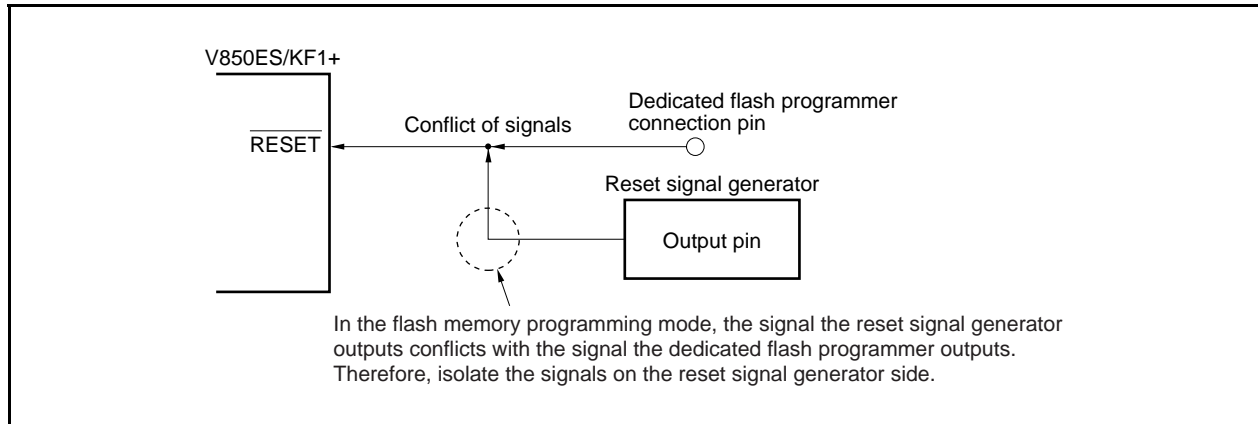 V850ES/KF1+
Dedicated flash programmer
connection pin
Conflict of signals
RESET
Reset signal generator
Output pin
In the flash memory programming mode, the signal the reset signal generator
outputs conflicts with the signal the dedicated flash programmer outputs.
Therefore, isolate the signals on the reset signal generator side.